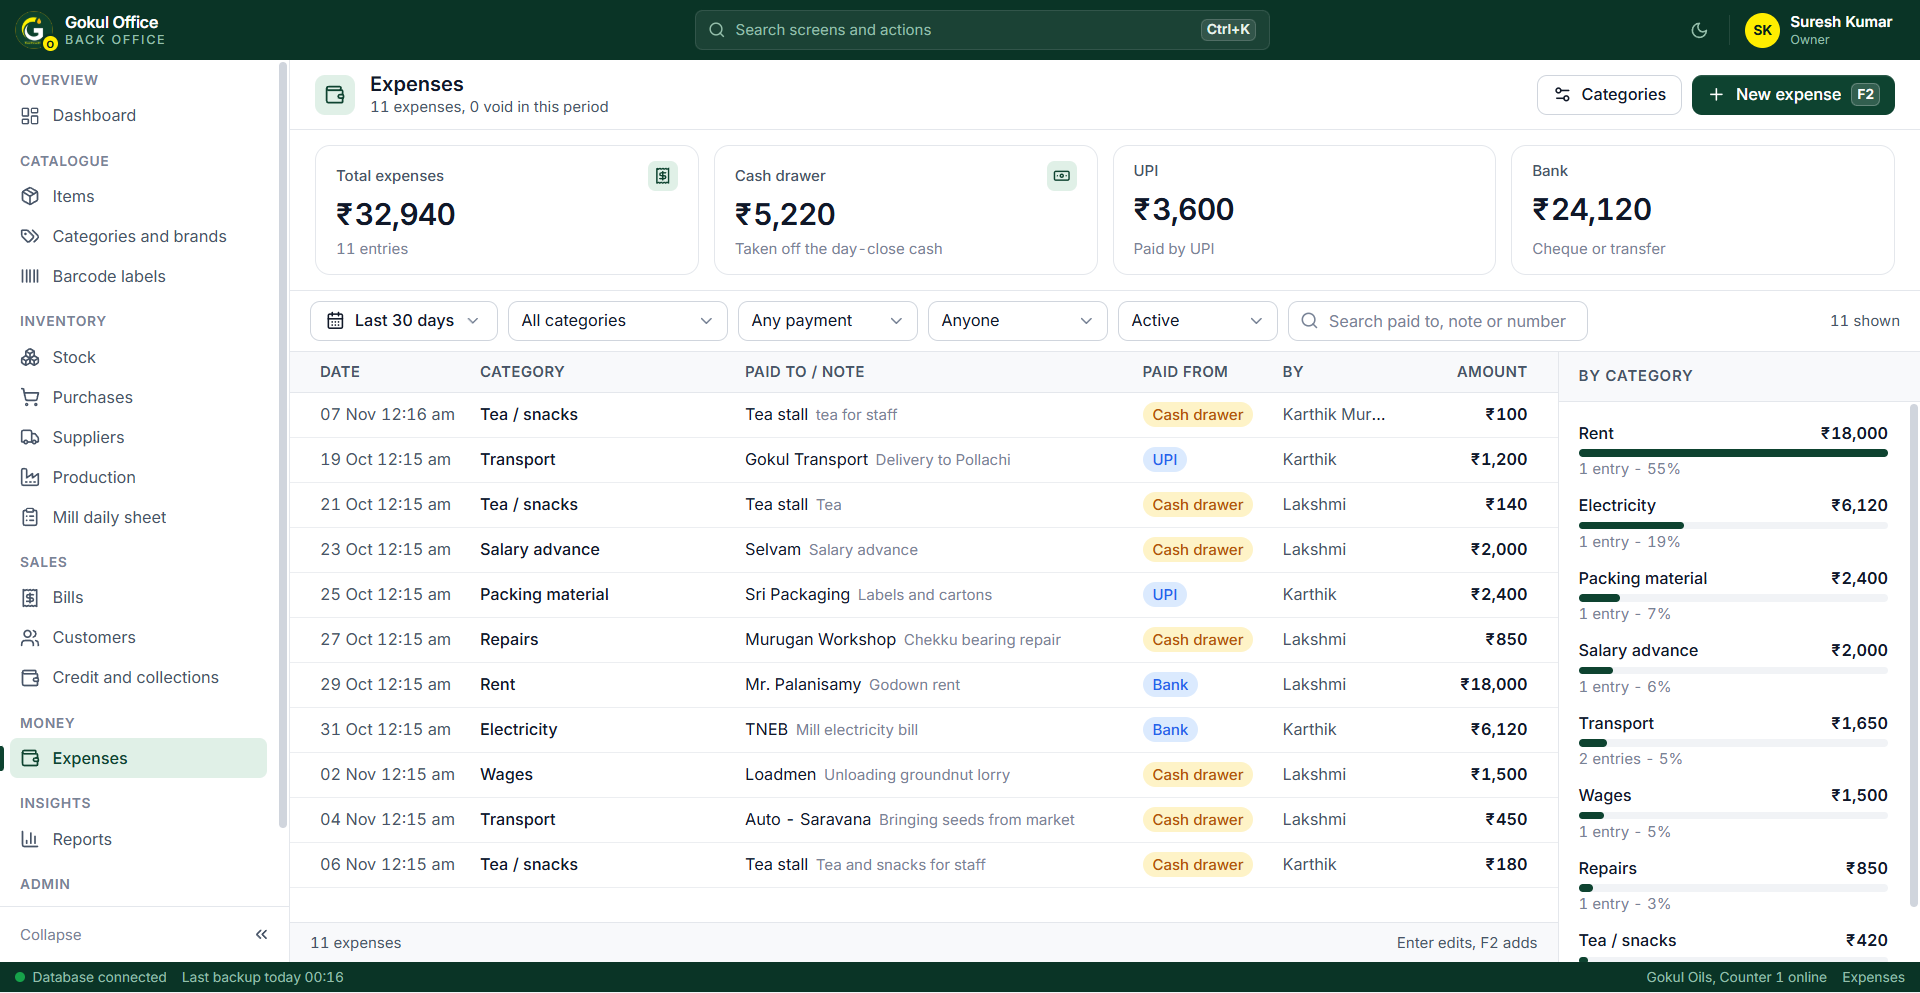 Gokul Office
BACK OFFICE
Search screens and actions
Ctrl+K
SK
Suresh Kumar
Owner
OVERVIEW
Dashboard
CATALOGUE
Items
Categories and brands
Barcode labels
INVENTORY
Stock
Purchases
Suppliers
Production
Mill daily sheet
SALES
Bills
Customers
Credit and collections
MONEY
Expenses
INSIGHTS
Reports
ADMIN
Collapse
Expenses
11 expenses, 0 void in this period
Categories
New expense F2
Total expenses
₹32,940
11 entries
Cash drawer
₹5,220
Taken off the day-close cash
UPI
₹3,600
Paid by UPI
Bank
₹24,120
Cheque or transfer
Last 30 days
All categories
Any payment
Anyone
Active
Search paid to, note or number
11 shown
DATE CATEGORY PAID TO / NOTE PAID FROM BY AMOUNT
07 Nov 12:16 am Tea / snacks Tea stall tea for staff Cash drawer Karthik Mur... ₹100
19 Oct 12:15 am Transport Gokul Transport Delivery to Pollachi UPI Karthik ₹1,200
21 Oct 12:15 am Tea / snacks Tea stall Tea Cash drawer Lakshmi ₹140
23 Oct 12:15 am Salary advance Selvam Salary advance Cash drawer Lakshmi ₹2,000
25 Oct 12:15 am Packing material Sri Packaging Labels and cartons UPI Karthik ₹2,400
27 Oct 12:15 am Repairs Murugan Workshop Chekku bearing repair Cash drawer Lakshmi ₹850
29 Oct 12:15 am Rent Mr. Palanisamy Godown rent Bank Lakshmi ₹18,000
31 Oct 12:15 am Electricity TNEB Mill electricity bill Bank Karthik ₹6,120
02 Nov 12:15 am Wages Loadmen Unloading groundnut lorry Cash drawer Lakshmi ₹1,500
04 Nov 12:15 am Transport Auto - Saravana Bringing seeds from market Cash drawer Lakshmi ₹450
06 Nov 12:15 am Tea / snacks Tea stall Tea and snacks for staff Cash drawer Karthik ₹180
11 expenses
Enter edits, F2 adds
BY CATEGORY
Rent ₹18,000
1 entry - 55%
Electricity ₹6,120
1 entry - 19%
Packing material ₹2,400
1 entry - 7%
Salary advance ₹2,000
1 entry - 6%
Transport ₹1,650
2 entries - 5%
Wages ₹1,500
1 entry - 5%
Repairs ₹850
1 entry - 3%
Tea / snacks ₹420
Database connected
Last backup today 00:16
Gokul Oils, Counter 1 online
Expenses